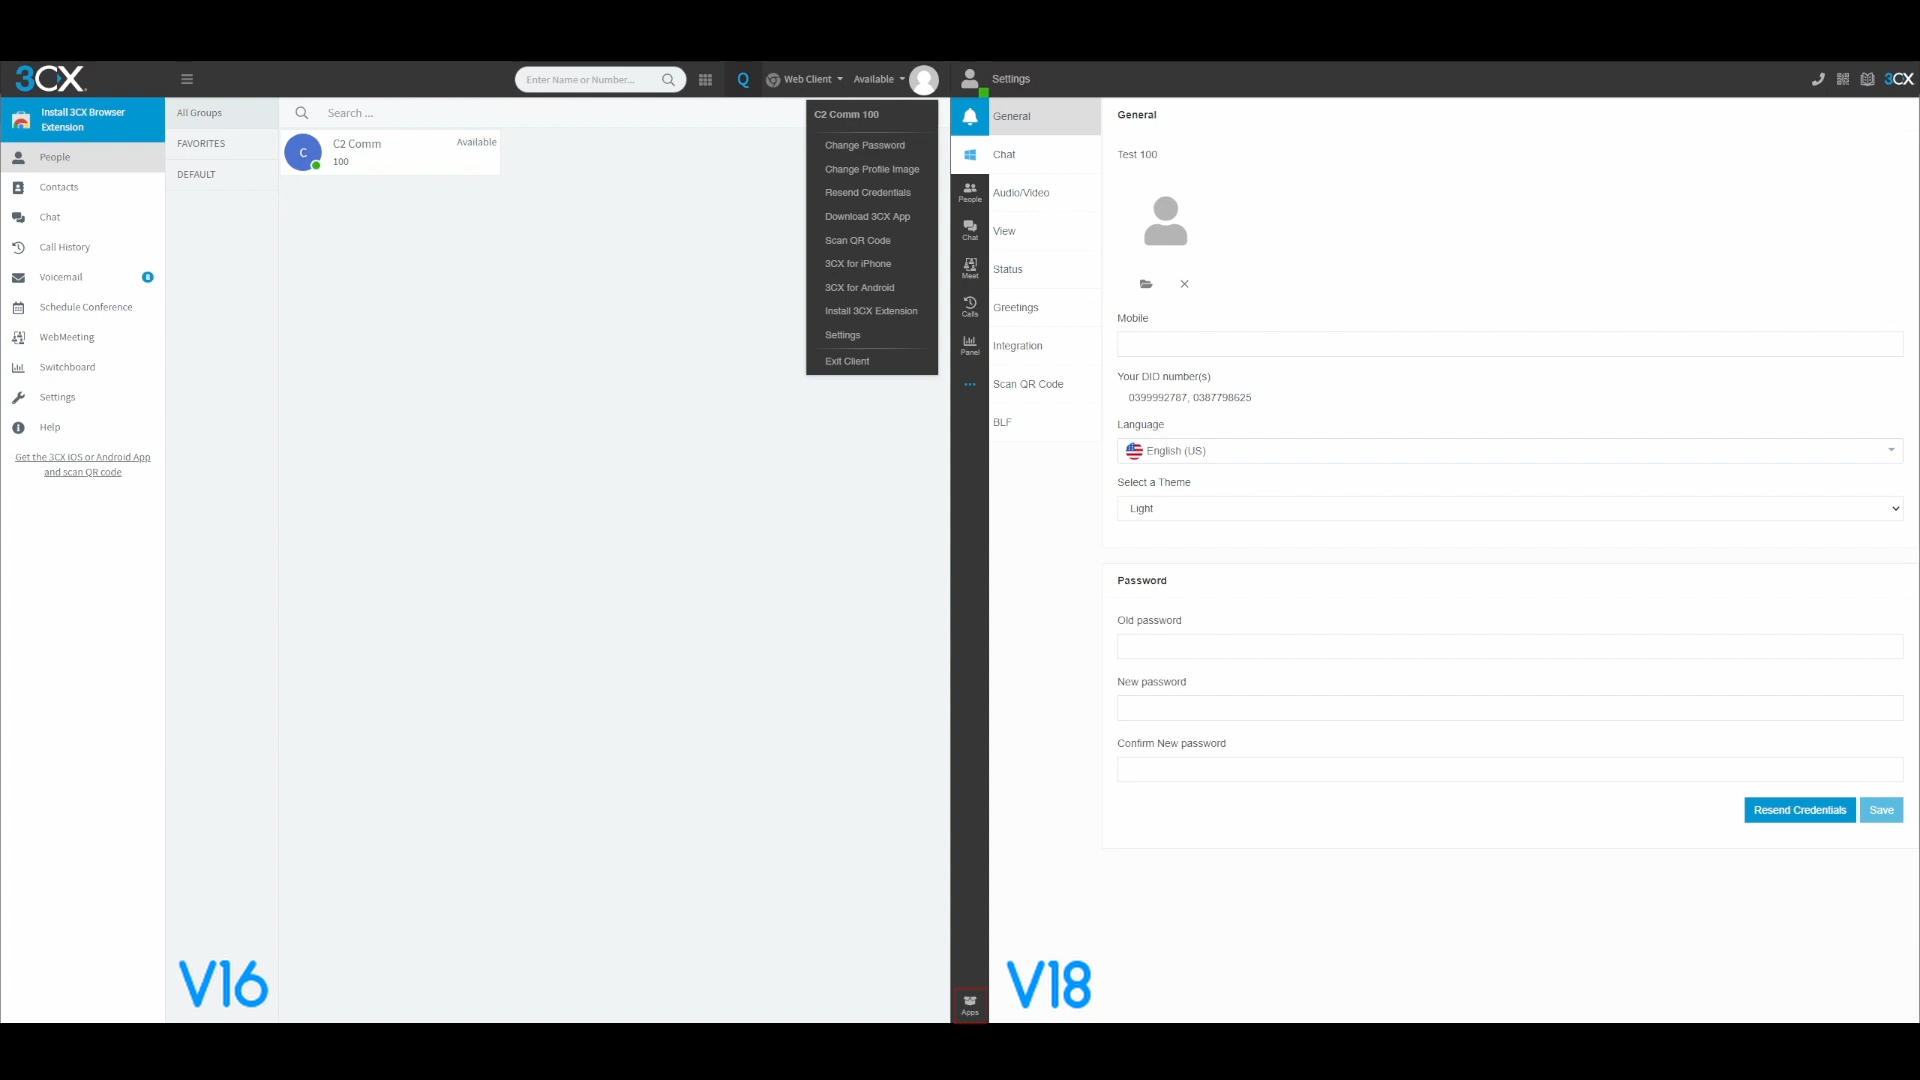 3CX
Enter Name or Number...
Q
Web Client
Available
Settings
3CX
Install 3CX Browser
Extension
People
Contacts
Chat
Call History
Voicemail
8
Schedule Conference
WebMeeting
Switchboard
Settings
Help
Get the 3CX iOS or Android App
and scan QR code
All Groups
FAVORITES
DEFAULT
Search ...
C
C2 Comm
Available
100
C2 Comm 100
Change Password
Change Profile Image
Resend Credentials
Download 3CX App
Scan QR Code
3CX for iPhone
3CX for Android
Install 3CX Extension
Settings
Exit Client
People
Chat
Meet
Calls
Panel
Apps
General
Chat
Audio/Video
View
Status
Greetings
Integration
Scan QR Code
BLF
General
Test 100
Mobile
Your DID number(s)
0399992787, 0387798625
Language
English (US)
Select a Theme
Light
Password
Old password
New password
Confirm New password
Resend Credentials
Save
V16
V18